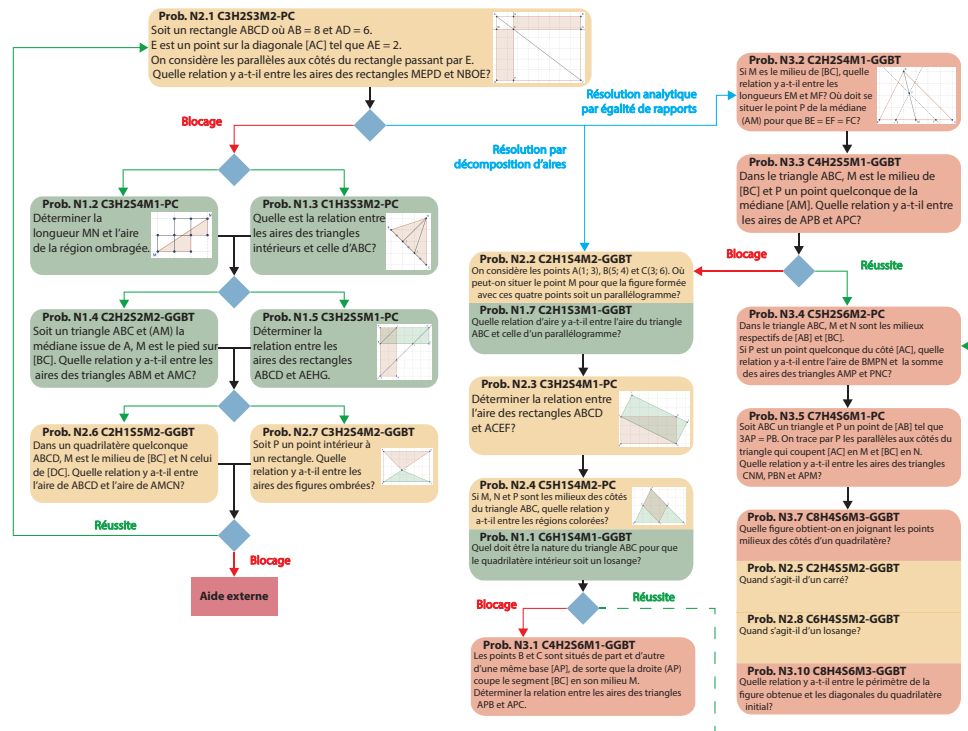 Prob. N2.1 C3H2S3M2-PC
Soit un rectangle ABCD où AB = 8 et AD = 6.
E est un point sur la diagonale [AC] tel que AE = 2.
On considère les parallèles aux côtés du rectangle passant par E.
Quelle relation y a-t-il entre les aires des rectangles MEPD et NBOE?
Blocage
Résolution analytique
par égalité de rapports
Résolution par
décomposition d'aires
Prob. N1.2 C3H2S4M1-PC
Déterminer la
longueur MN et l'aire
de la région ombragée.
Prob. N1.3 C1H3S3M2-PC
Quelle est la relation entre
les aires des triangles
intérieurs et celle d'ABC?
Prob. N1.4 C2H2S2M2-GGBT
Soit un triangle ABC et (AM) la
médiane issue de A, M est le pied sur
[BC]. Quelle relation y a-t-il entre les
aires des triangles ABM et AMC?
Prob. N1.5 C3H2S5M1-PC
Déterminer la
relation entre les
aires des rectangles
ABCD et AEHG.
Prob. N2.6 C2H1S5M2-GGBT
Dans un quadrilatère quelconque
ABCD, M est le milieu de [BC] et N celui
de [DC]. Quelle relation y a-t-il entre
l'aire de ABCD et l'aire de AMCN?
Prob. N2.7 C3H2S4M2-GGBT
Soit P un point intérieur à
un rectangle. Quelle
relation y a-t-il entre les
aires des figures ombrées?
Réussite
Blocage
Aide externe
Prob. N2.2 C2H1S4M2-GGBT
On considère les points A(1; 3), B(5; 4) et C(3; 6). Où
peut-on situer le point M pour que la figure formée
avec ces quatre points soit un parallélogramme?
Prob. N1.7 C2H1S3M1-GGBT
Quelle relation d'aire y a-t-il entre l'aire du triangle
ABC et celle d'un parallélogramme?
Prob. N2.3 C3H2S4M1-PC
Déterminer la relation entre
l'aire des rectangles ABCD
et ACEF?
Prob. N2.4 C5H1S4M2-PC
Si M, N et P sont les milieux des côtés
du triangle ABC, quelle relation y
a-t-il entre les régions colorées?
Prob. N1.1 C6H1S4M1-GGBT
Quel doit être la nature du triangle ABC pour que
le quadrilatère intérieur soit un losange?
Blocage
Réussite
Prob. N3.1 C4H2S6M1-GGBT
Les points B et C sont situés de part et d'autre
d'une même base [AP], de sorte que la droite (AP)
coupe le segment [BC] en son milieu M.
Déterminer la relation entre les aires des triangles
APB et APC.
Prob. N3.2 C2H2S4M1-GGBT
Si M es le milieu de [BC], quelle
relation y a-t-il entre les
longueurs EM et MF? Où doit se
situer le point P de la médiane
(AM) pour que BE = EF = FC?
Prob. N3.3 C4H2S5M1-GGBT
Dans le triangle ABC, M est le milieu de
[BC] et P un point quelconque de la
médiane [AM]. Quelle relation y a-t-il entre
les aires de APB et APC?
Blocage
Réussite
Prob. N3.4 C5H2S6M2-PC
Dans le triangle ABC, M et N sont les milieux
respectifs de [AB] et [BC].
Si P est un point quelconque du côté [AC], quelle
relation y a-t-il entre l'aire de BMPN et la somme
des aires des triangles AMP et PNC?
Prob. N3.5 C7H4S6M1-PC
Soit ABC un triangle et P un point de [AB] tel que
3AP = PB. On trace par P les parallèles aux côtés du
triangle qui coupent [AC] en M et [BC] en N.
Quelle relation y a-t-il entre les aires des triangles
CNM, PBN et APM?
Prob. N3.7 C8H4S6M3-GGBT
Quelle figure obtient-on en joignant les points
milieux des côtés d'un quadrilatère?
Prob. N2.5 C2H4S5M2-GGBT
Quand s'agit-il d'un carré?
Prob. N2.8 C6H4S5M2-GGBT
Quand s'agit-il d'un losange?
Prob. N3.10 C8H4S6M3-GGBT
Quelle relation y a-t-il entre le périmètre de la
figure obtenue et les diagonales du quadrilatère
initial?